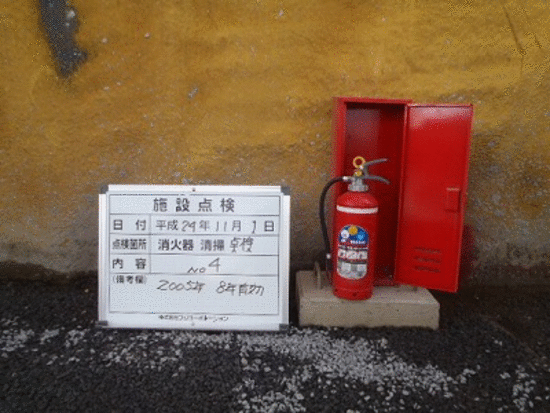 施設点検
日付 平成24年11月1日
点検箇所 消火器 清掃 点検
内容 NO 4
(備考欄) 2005年 8年